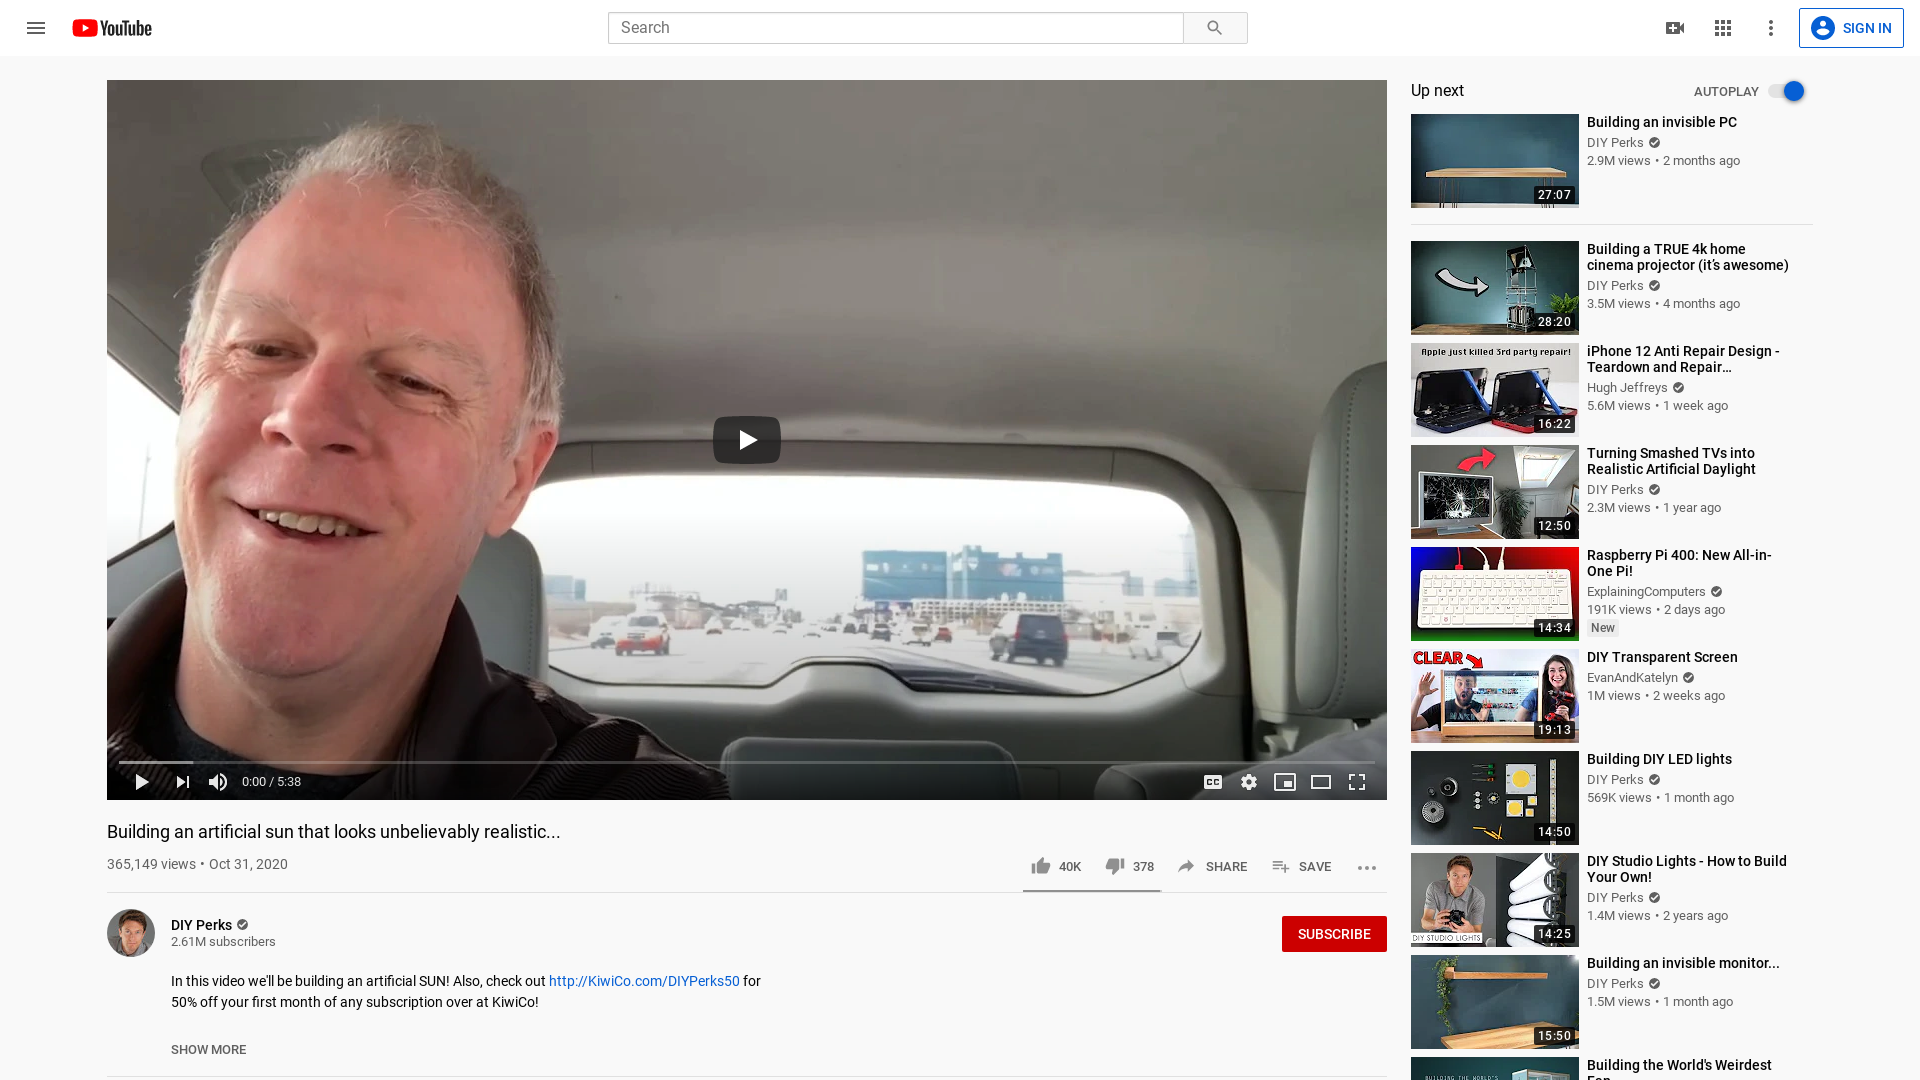 YouTube
Search
SIGN IN
0:00 / 5:38
CC
Building an artificial sun that looks unbelievably realistic...
365,149 views • Oct 31, 2020
40K
378
SHARE
SAVE
DIY Perks
2.61M subscribers
SUBSCRIBE
In this video we'll be building an artificial SUN! Also, check out http://KiwiCo.com/DIYPerks50 for
50% off your first month of any subscription over at KiwiCo!
SHOW MORE
Up next
AUTOPLAY
27:07
Building an invisible PC
DIY Perks
2.9M views • 2 months ago
28:20
Building a TRUE 4k home
cinema projector (it’s awesome)
DIY Perks
3.5M views • 4 months ago
Apple just killed 3rd party repair!
16:22
iPhone 12 Anti Repair Design -
Teardown and Repair…
Hugh Jeffreys
5.6M views • 1 week ago
12:50
Turning Smashed TVs into
Realistic Artificial Daylight
DIY Perks
2.3M views • 1 year ago
14:34
Raspberry Pi 400: New All-in-
One Pi!
ExplainingComputers
191K views • 2 days ago
New
CLEAR
19:13
DIY Transparent Screen
EvanAndKatelyn
1M views • 2 weeks ago
14:50
Building DIY LED lights
DIY Perks
569K views • 1 month ago
DIY STUDIO LIGHTS
14:25
DIY Studio Lights - How to Build
Your Own!
DIY Perks
1.4M views • 2 years ago
15:50
Building an invisible monitor...
DIY Perks
1.5M views • 1 month ago
BUILDING THE WORLD'S
Building the World's Weirdest